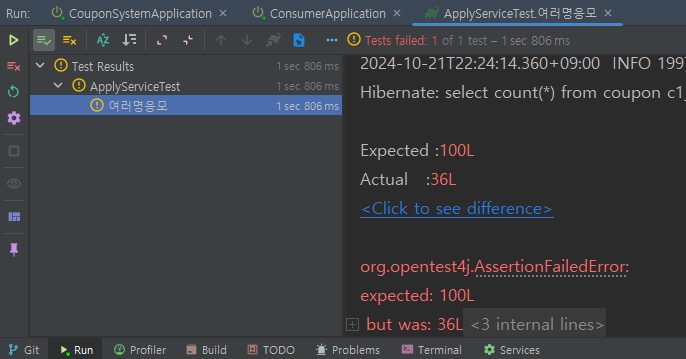 Run: CouponSystemApplication × ConsumerApplication × ApplyServiceTest.여러명응모 ×
Tests failed: 1 of 1 test – 1 sec 806 ms
Test Results 1 sec 806 ms
ApplyServiceTest 1 sec 806 ms
여러명응모 1 sec 806 ms
2024-10-21T22:24:14.360+09:00 INFO 1997
Hibernate: select count(*) from coupon c1_
Expected :100L
Actual :36L
<Click to see difference>
org.opentest4j.AssertionFailedError:
expected: 100L
but was: 36L <3 internal lines>
Git Run Profiler Build TODO Problems Terminal Services